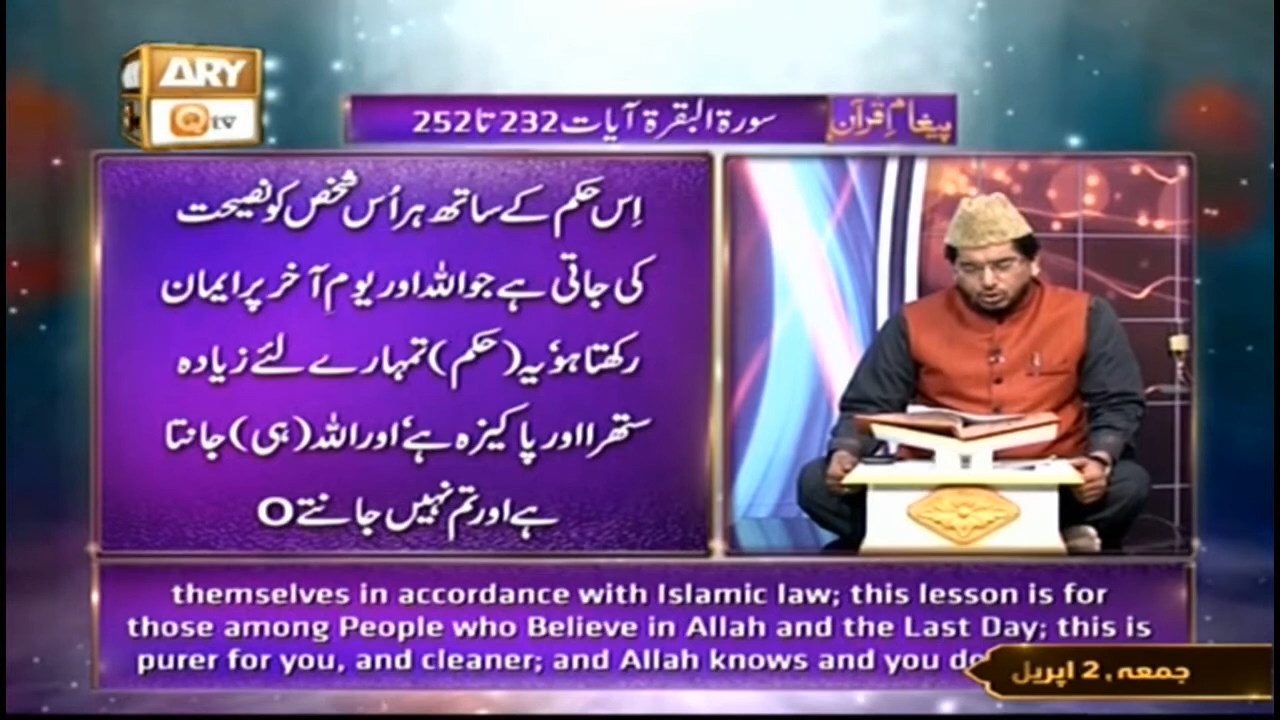 ARY
Qtv
پیغامِ قرآن
سورۃ البقرۃ آیات 232 تا 252
اِس حکم کے ساتھ ہر اُس شخص کو نصیحت
کی جاتی ہے جو اللہ اور یومِ آخر پر ایمان
رکھتا ہو٬ یہ (حکم) تمہارے لئے زیادہ
ستھرا اور پاکیزہ ہے٬ اور اللہ (ہی) جانتا
ہے اور تم نہیں جانتے O
themselves in accordance with Islamic law; this lesson is for
those among People who Believe in Allah and the Last Day; this is
purer for you, and cleaner; and Allah knows and you
جمعہ, 2 اپریل